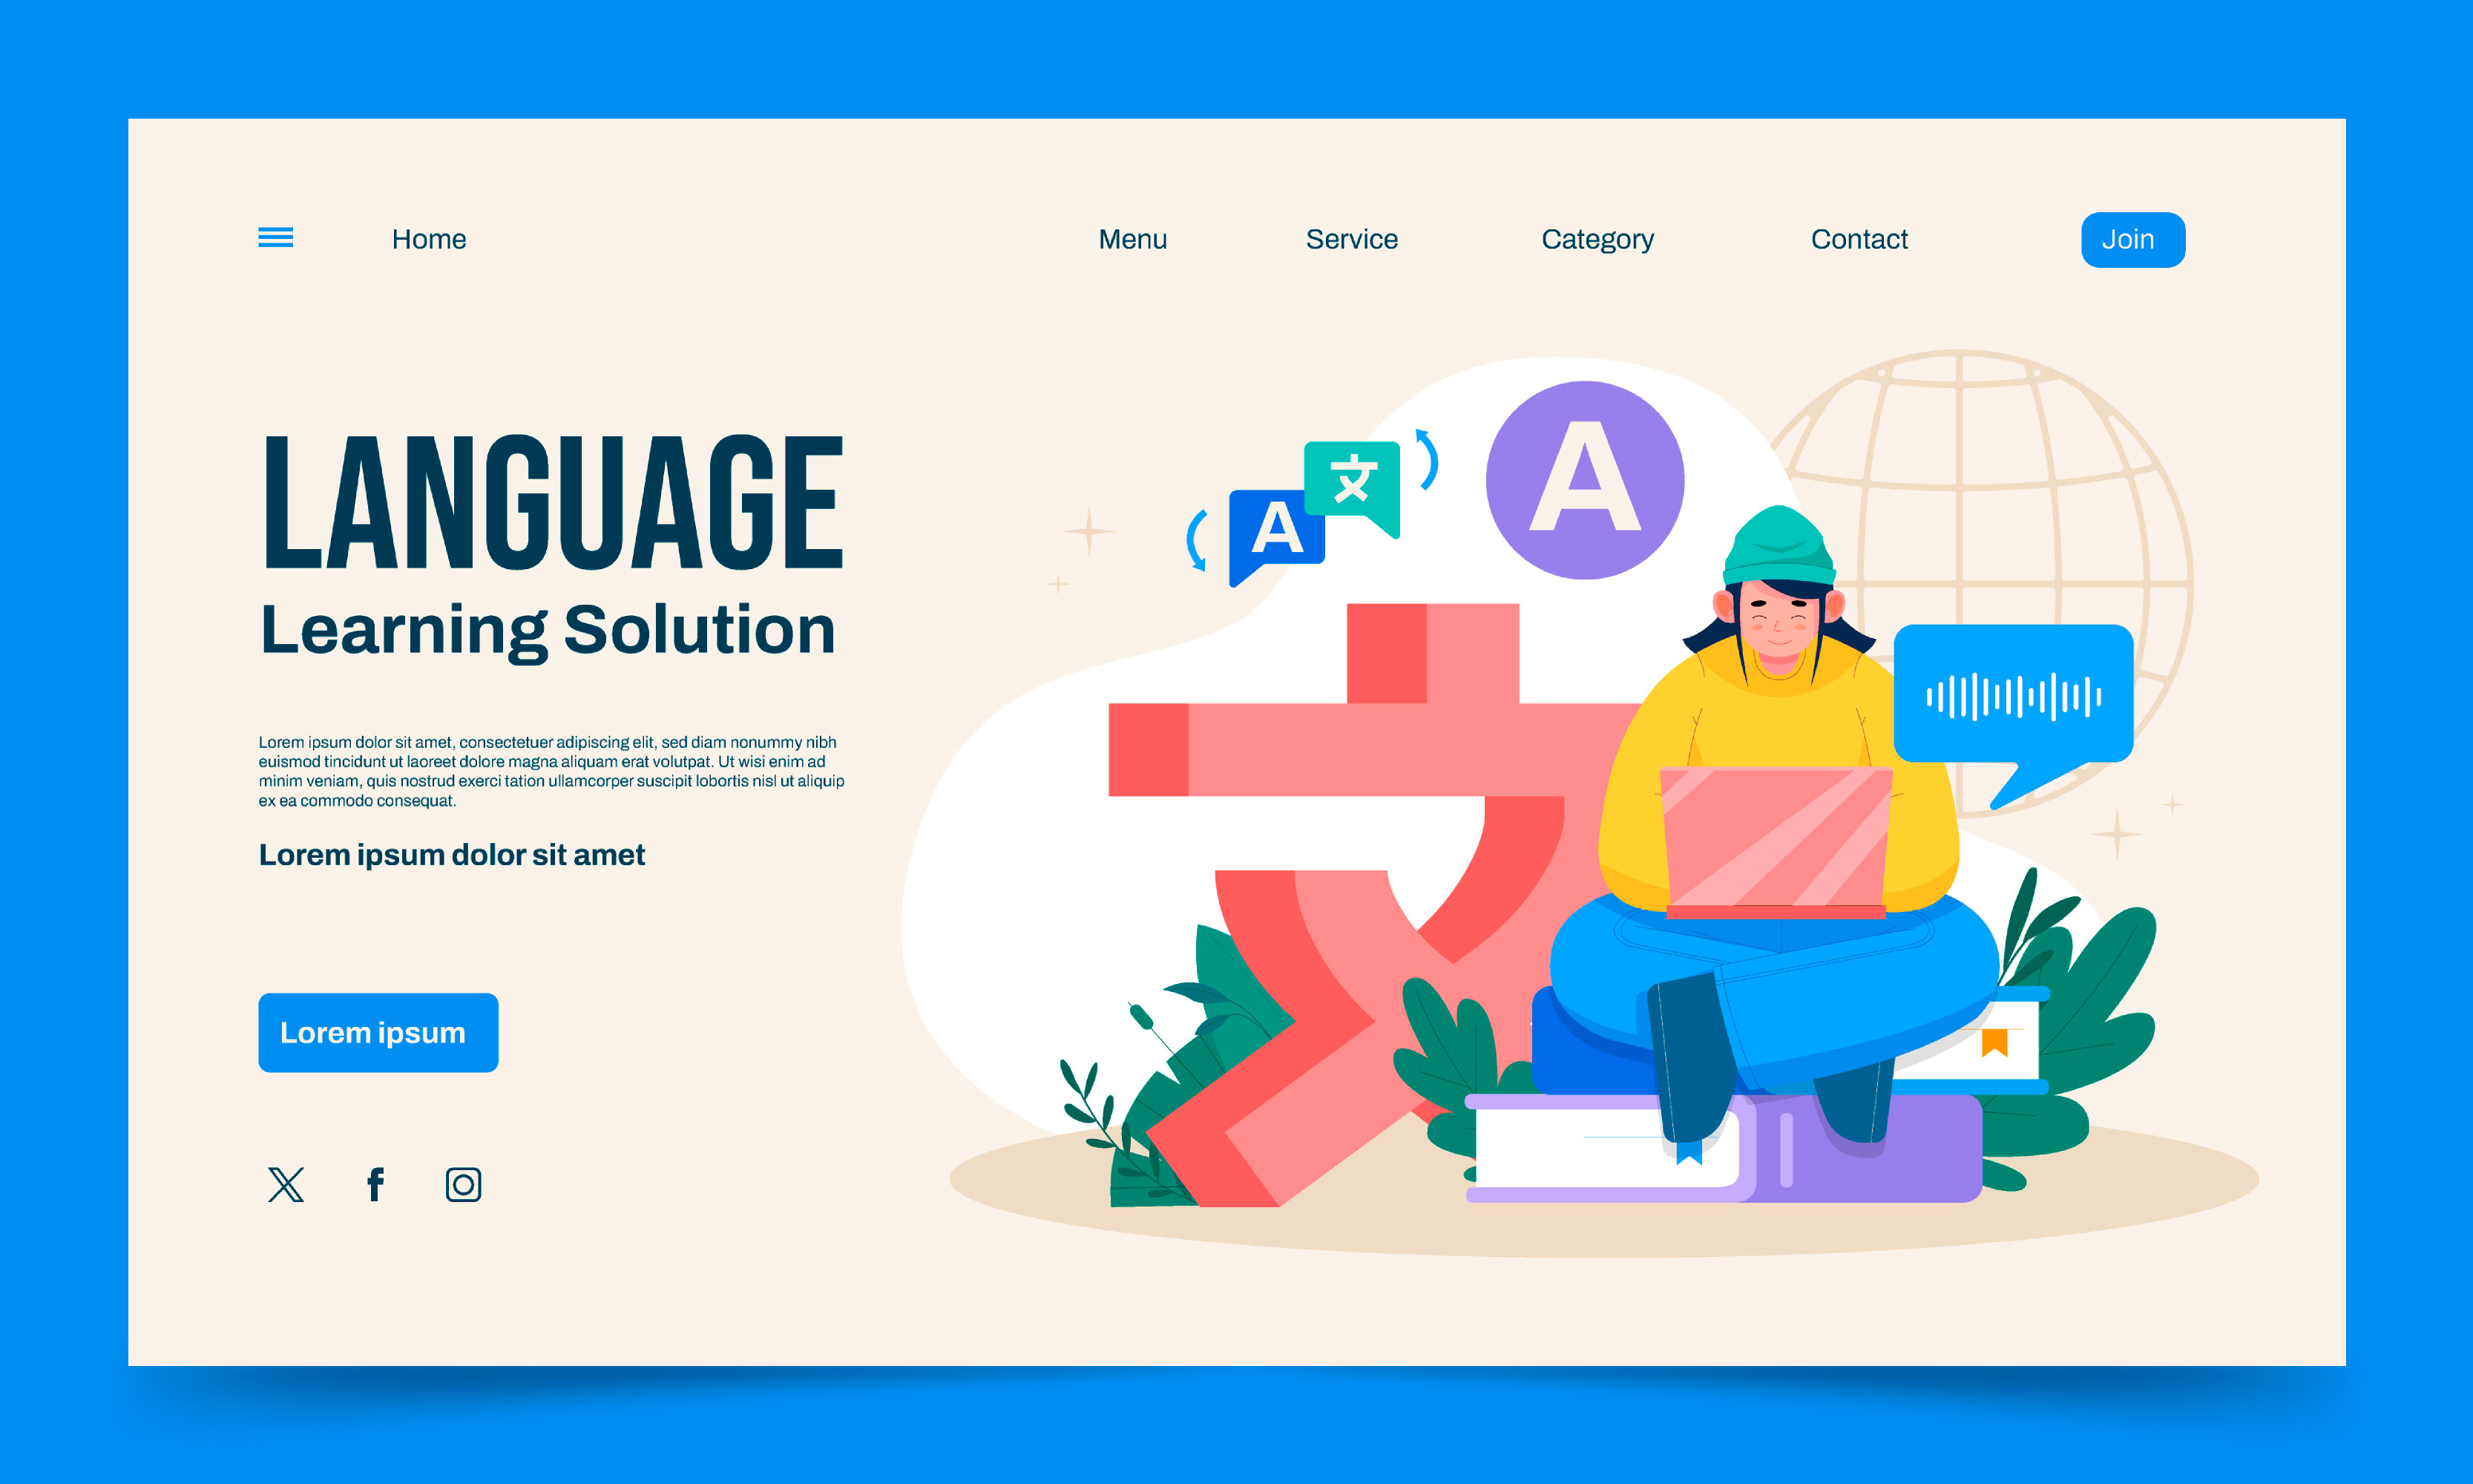 Home
Menu
Service
Category
Contact
Join
LANGUAGE
Learning Solution
Lorem ipsum dolor sit amet, consectetuer adipiscing elit, sed diam nonummy nibh
euismod tincidunt ut laoreet dolore magna aliquam erat volutpat. Ut wisi enim ad
minim veniam, quis nostrud exerci tation ullamcorper suscipit lobortis nisl ut aliquip
ex ea commodo consequat.
Lorem ipsum dolor sit amet
Lorem ipsum
A
文
A
文